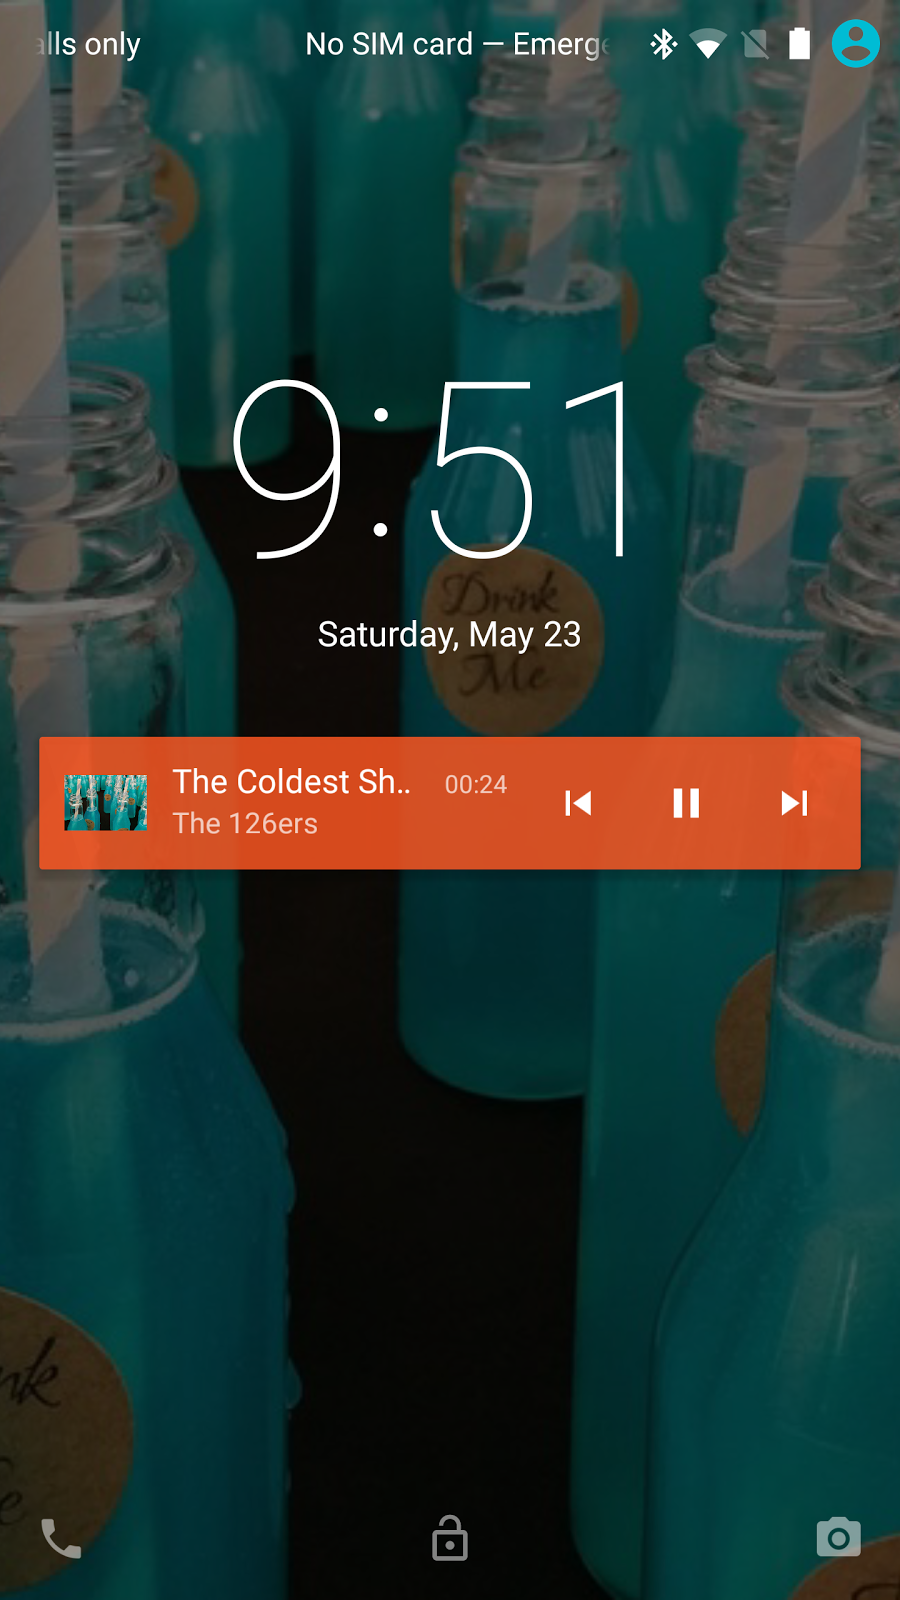 alls only No SIM card — Emerge
9:51
Drink
Saturday, May 23
Me
The Coldest Sh.. 00:24
The 126ers
nk
e